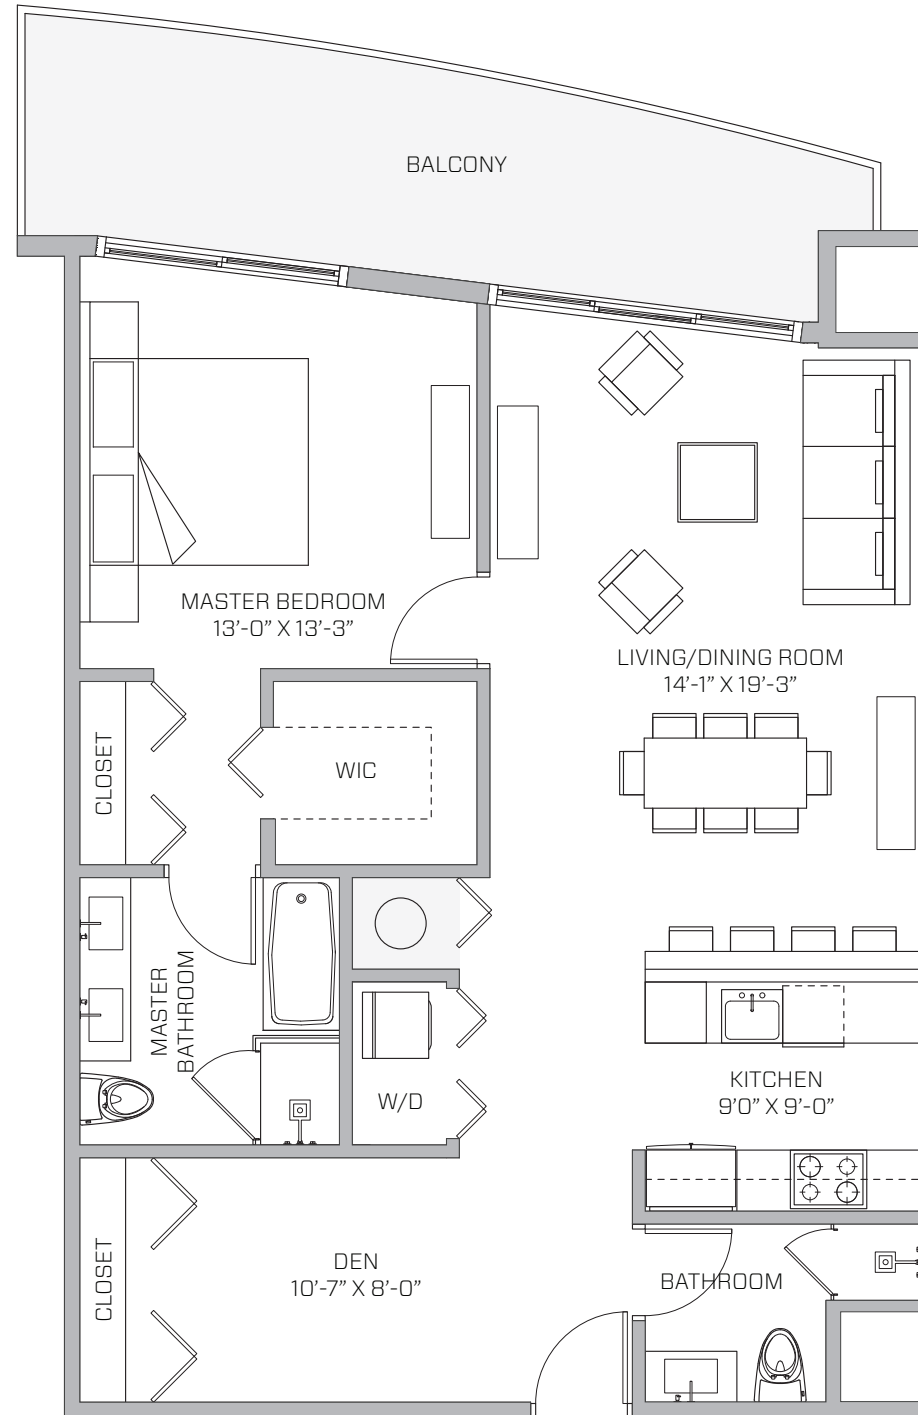 BALCONY
MASTER BEDROOM
13’-0” X 13’-3”
LIVING/DINING ROOM
14’-1” X 19’-3”
CLOSET
WIC
MASTER
BATHROOM
W/D
KITCHEN
9’0” X 9’-0”
CLOSET
DEN
10’-7” X 8’-0”
BATHROOM